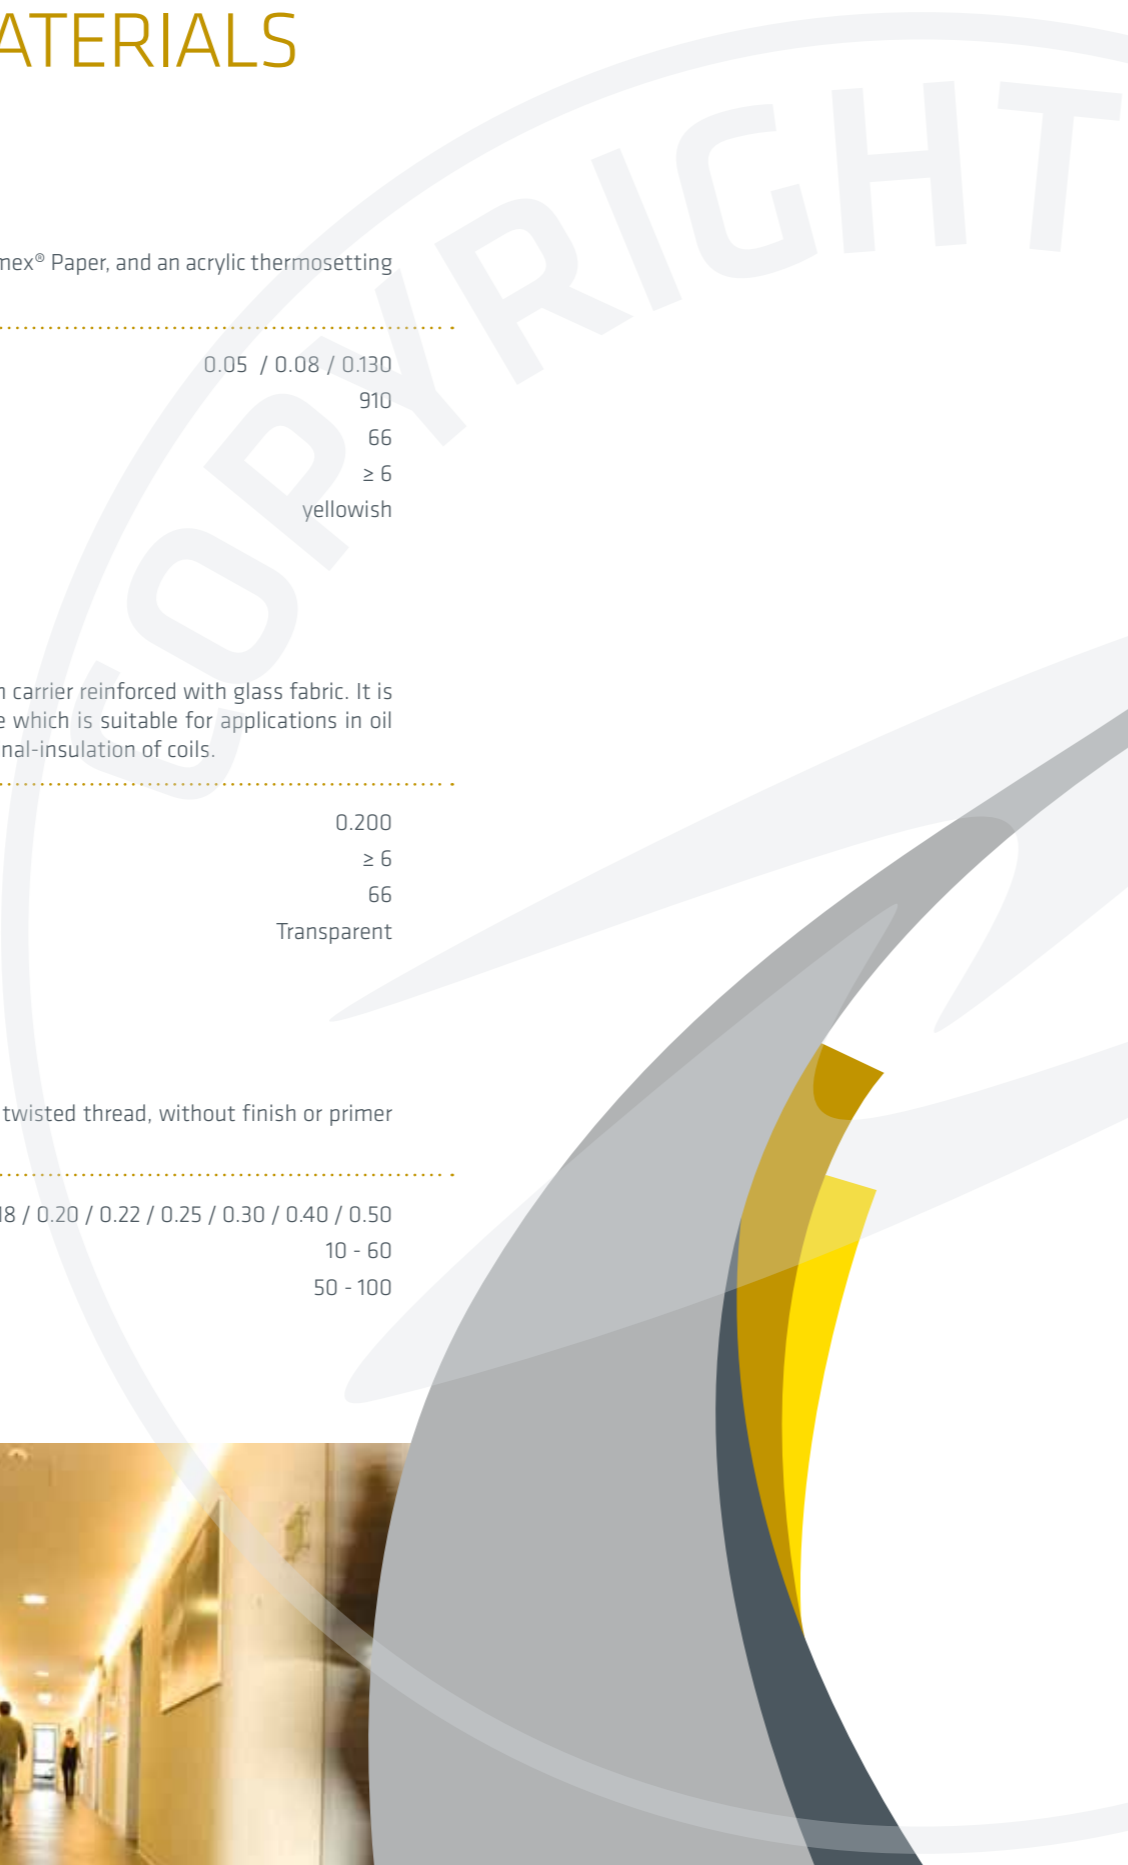 ATERIALS
COPYRIGHT
mex® Paper, and an acrylic thermosetting
0.05 / 0.08 / 0.130
910
66
≥ 6
yellowish
carrier reinforced with glass fabric. It is
which is suitable for applications in oil
nal-insulation of coils.
0.200
≥ 6
66
Transparent
twisted thread, without finish or primer
18 / 0.20 / 0.22 / 0.25 / 0.30 / 0.40 / 0.50
10 - 60
50 - 100